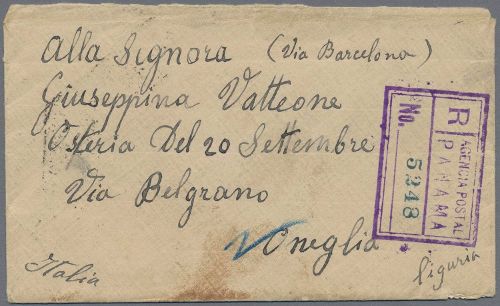 Alla Signora (Via Barcelona)
Giuseppina Vatteone
Osteria Del 20 Settembre
Via Belgrano
Oneglia
Italia
Liguria
R
No. 5248
AGENCIA POSTAL
PANAMA